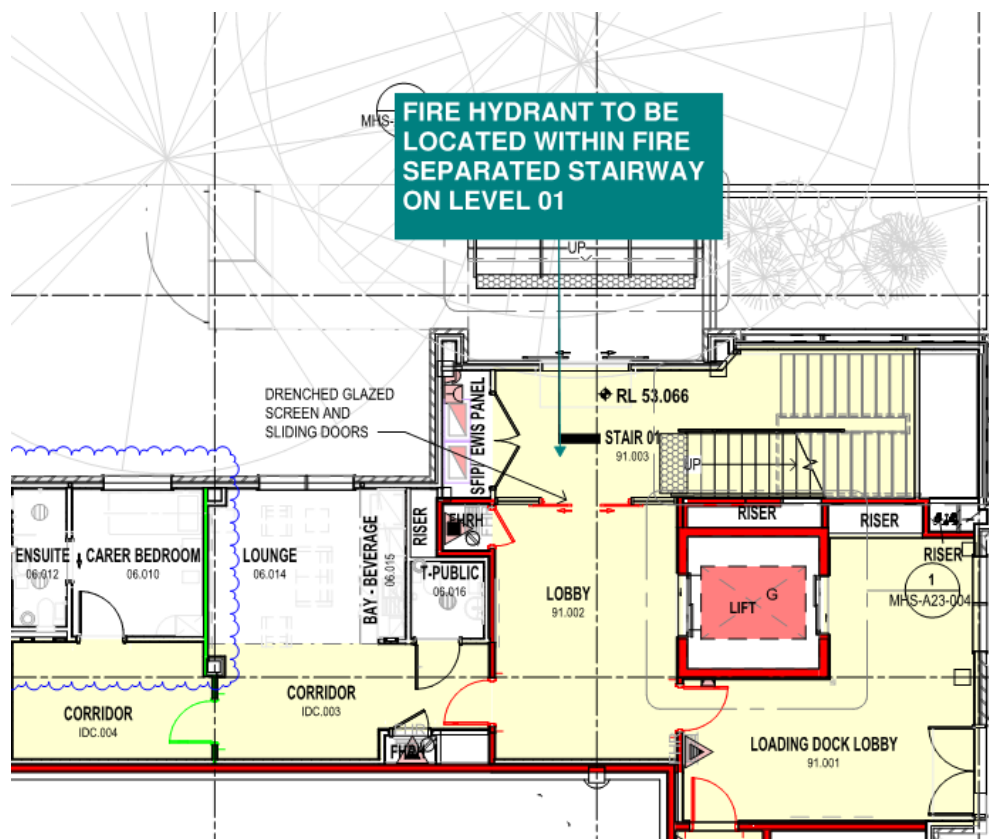 MHS-
FIRE HYDRANT TO BE
LOCATED WITHIN FIRE
SEPARATED STAIRWAY
ON LEVEL 01
UP
DRENCHED GLAZED
SCREEN AND
SLIDING DOORS
SFIP/ EWIS PANEL
RL 53.066
STAIR 01
91.003
UP
FHRH
RISER
RISER
RISER
RISER
ENSUITE
06.012
CARER BEDROOM
06.010
LOUNGE
06.014
BAY - BEVERAGE
06.015
T-PUBLIC
06.016
LOBBY
91.002
LIFT
G
1
MHS-A23-004
CORRIDOR
IDC.004
CORRIDOR
IDC.003
FHRH
LOADING DOCK LOBBY
91.001